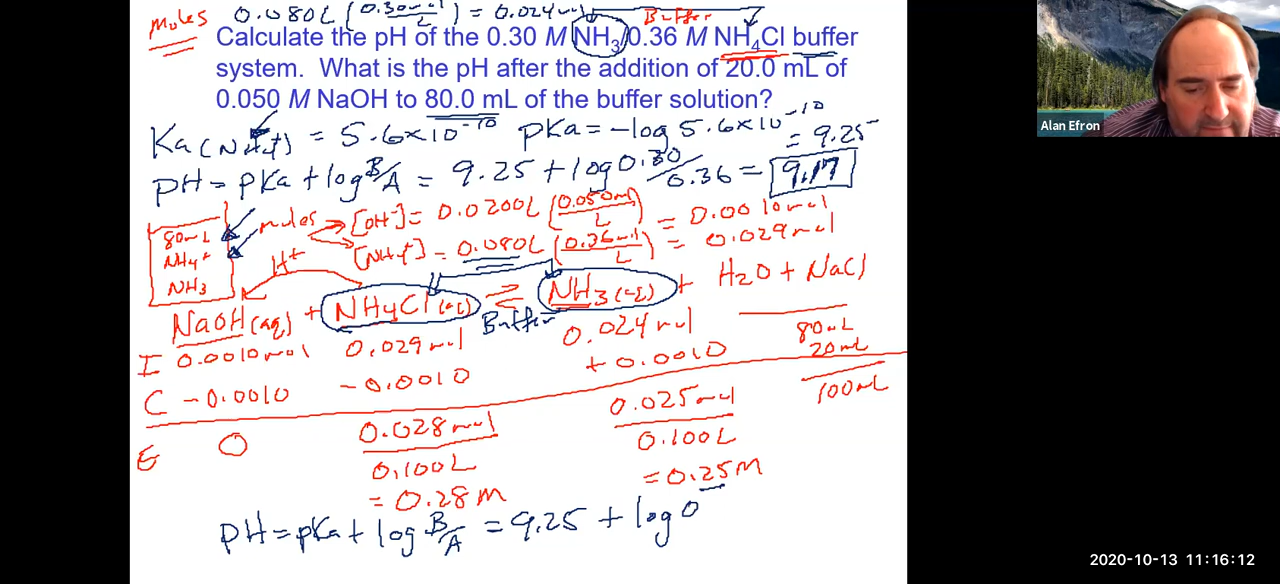 moles 0.080L (0.30mol/L) = 0.024mol
Buffer
Calculate the pH of the 0.30 M NH3/0.36 M NH4Cl buffer
system. What is the pH after the addition of 20.0 mL of
0.050 M NaOH to 80.0 mL of the buffer solution?
Ka(NH4+) = 5.6×10-10 pKa = -log 5.6×10-10 = 9.25
pH = pKa + log B/A = 9.25 + log 0.30/0.36 = 9.17
80mL
NH4+
NH3
moles
[OH-] = 0.0200L (0.050mol/L) = 0.0010mol
[NH4+] = 0.080L (0.36mol/L) = 0.029mol
H+
NaOH(aq) + NH4Cl(aq) ⇌ NH3(aq) + H2O + NaCl
Buffer
I 0.0010mol 0.029mol 0.024mol
C -0.0010 -0.0010 +0.0010
80mL
20mL
100mL
E 0 0.028mol/0.100L 0.025mol/0.100L
= 0.28M = 0.25M
pH = pKa + log B/A = 9.25 + log 0
Alan Efron
2020-10-13 11:16:12